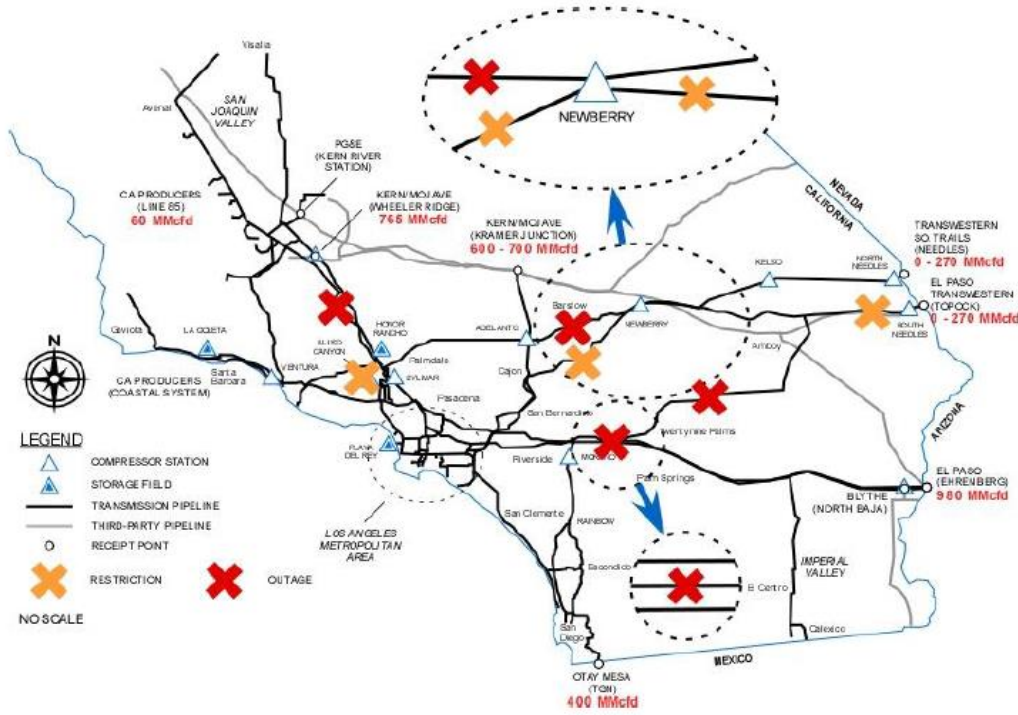 Visalia
Avenal
SAN
JOAQUIN
VALLEY
PG&E
(KERN RIVER
STATION)
CA PRODUCERS
(LINE 85)
60 MMcfd
KERN/MOJAVE
(WHEELER RIDGE)
765 MMcfd
KERN/MOJAVE
(KRAMER JUNCTION)
600 - 700 MMcfd
NEWBERRY
NEVADA
CALIFORNIA
TRANSWESTERN
SO. TRAILS
(NEEDLES)
0 - 270 MMcfd
NORTH
NEEDLES
KELSO
EL PASO
TRANSWESTERN
(TOPOCK)
0 - 270 MMcfd
SOUTH
NEEDLES
Barstow
NEWBERRY
ADELANTO
Amboy
Gaviota
LA GOLETA
HONOR
RANCHO
CANYON
Palmdale
SYLMAR
VENTURA
Santa
Barbara
CA PRODUCERS
(COASTAL SYSTEM)
N
Cajon
Pasadena
San Bernardino
Twentynine Palms
ARIZONA
LEGEND
COMPRESSOR STATION
STORAGE FIELD
TRANSMISSION PIPELINE
THIRD-PARTY PIPELINE
RECEIPT POINT
RESTRICTION
OUTAGE
NO SCALE
PLAYA
DEL REY
Riverside
Palm Springs
EL PASO
(EHRENBERG)
980 MMcfd
BLYTHE
(NORTH BAJA)
San Clemente
RAINBOW
LOS ANGELES
METROPOLITAN
AREA
Escondido
IMPERIAL
VALLEY
El Centro
Calexico
San
Diego
MEXICO
OTAY MESA
(TGN)
400 MMcfd